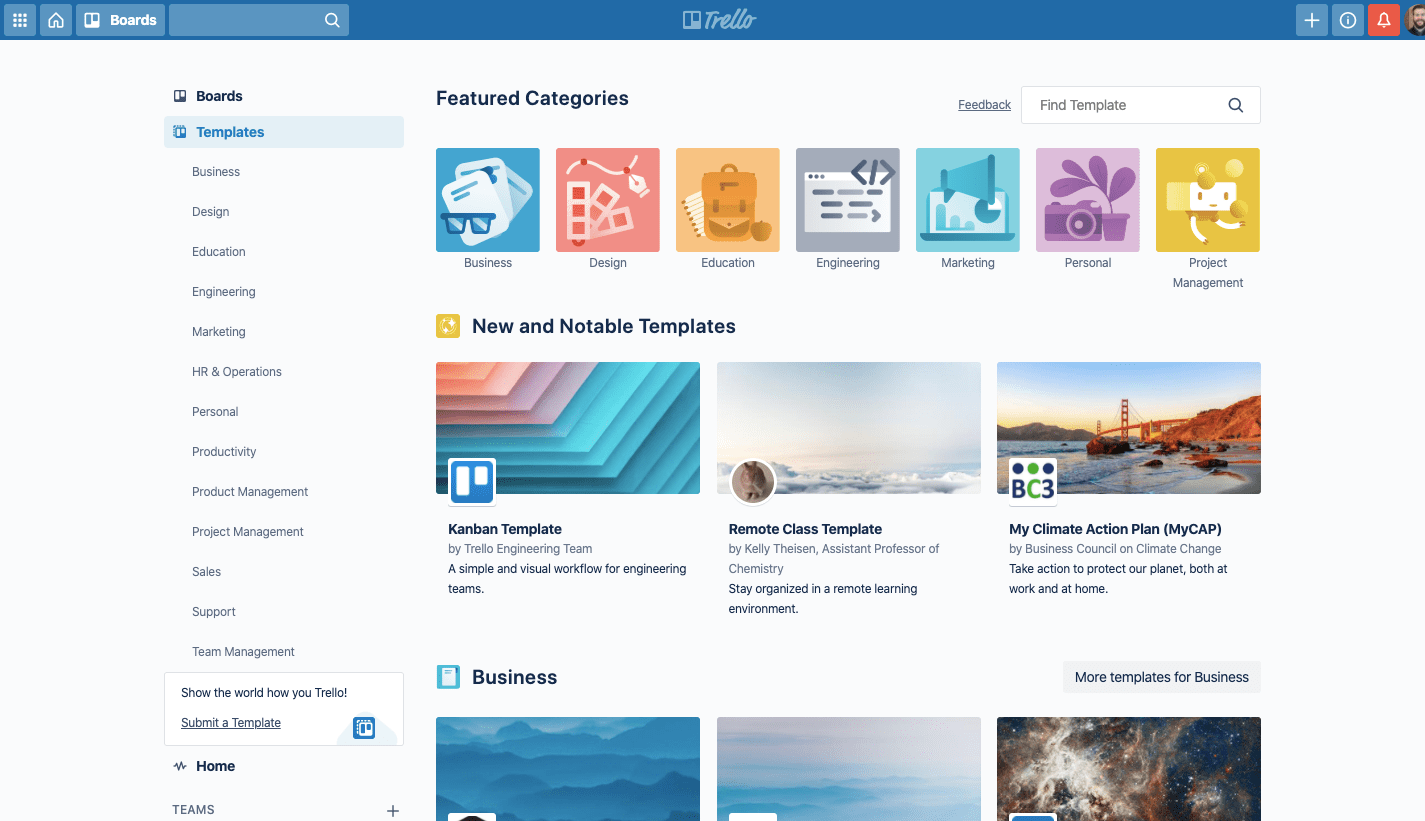 Boards
Trello
Boards
Templates
Business
Design
Education
Engineering
Marketing
HR & Operations
Personal
Productivity
Product Management
Project Management
Sales
Support
Team Management
Show the world how you Trello!
Submit a Template
Home
TEAMS
Featured Categories
Feedback
Find Template
Business
Design
Education
Engineering
Marketing
Personal
Project
Management
New and Notable Templates
Kanban Template
by Trello Engineering Team
A simple and visual workflow for engineering
teams.
Remote Class Template
by Kelly Theisen, Assistant Professor of
Chemistry
Stay organized in a remote learning
environment.
BC3
My Climate Action Plan (MyCAP)
by Business Council on Climate Change
Take action to protect our planet, both at
work and at home.
Business
More templates for Business